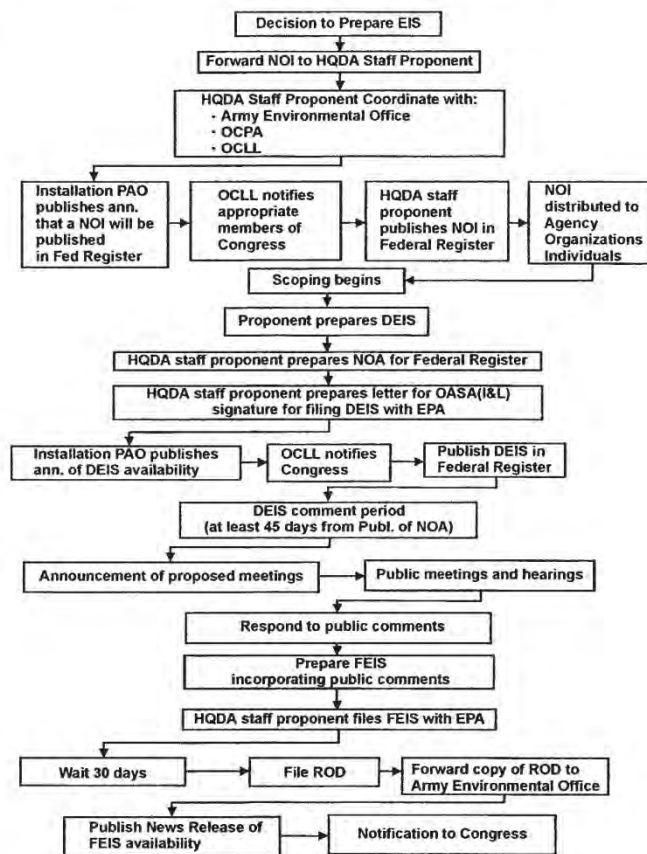 Decision to Prepare EIS
Forward NOI to HQDA Staff Proponent
HQDA Staff Proponent Coordinate with:
- Army Environmental Office
- OCPA
- OCLL
Installation PAO
publishes ann.
that a NOI will be
published
in Fed Register
OCLL notifies
appropriate
members of
Congress
HQDA staff
proponent
publishes NOI in
Federal Register
NOI
distributed to
Agency
Organizations
Individuals
Scoping begins
Proponent prepares DEIS
HQDA staff proponent prepares NOA for Federal Register
HQDA staff proponent prepares letter for OASA(I&L)
signature for filing DEIS with EPA
Installation PAO publishes
ann. of DEIS availability
OCLL notifies
Congress
Publish DEIS in
Federal Register
DEIS comment period
(at least 45 days from Publ. of NOA)
Announcement of proposed meetings
Public meetings and hearings
Respond to public comments
Prepare FEIS
incorporating public comments
HQDA staff proponent files FEIS with EPA
Wait 30 days
File ROD
Forward copy of ROD to
Army Environmental Office
Publish News Release of
FEIS availability
Notification to Congress